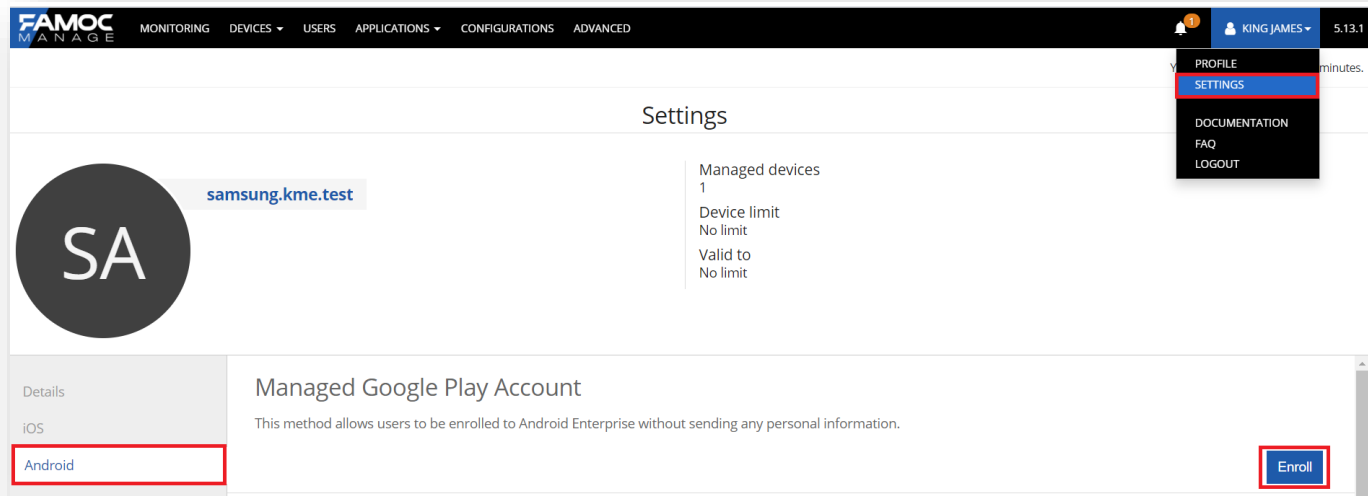 FAMOC
MANAGE
MONITORING DEVICES USERS APPLICATIONS CONFIGURATIONS ADVANCED
1
KING JAMES
5.13.1
PROFILE
SETTINGS
DOCUMENTATION
FAQ
LOGOUT
Y
minutes.
Settings
SA
samsung.kme.test
Managed devices
1
Device limit
No limit
Valid to
No limit
Details
iOS
Android
Managed Google Play Account
This method allows users to be enrolled to Android Enterprise without sending any personal information.
Enroll